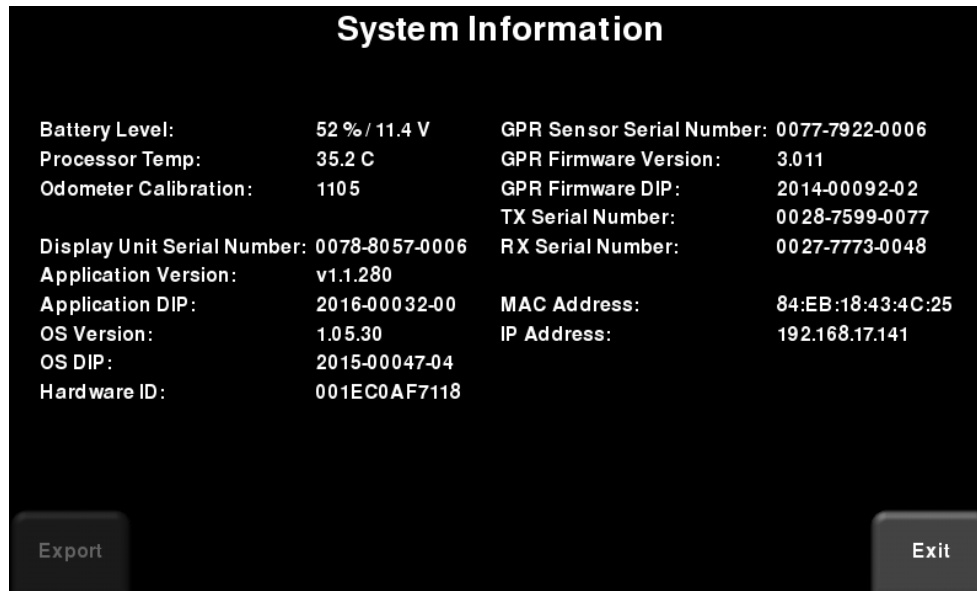 System Information
Battery Level: 52 % / 11.4 V
Processor Temp: 35.2 C
Odometer Calibration: 1105
Display Unit Serial Number: 0078-8057-0006
Application Version: v1.1.280
Application DIP: 2016-00032-00
OS Version: 1.05.30
OS DIP: 2015-00047-04
Hardware ID: 001EC0AF7118
GPR Sensor Serial Number: 0077-7922-0006
GPR Firmware Version: 3.011
GPR Firmware DIP: 2014-00092-02
TX Serial Number: 0028-7599-0077
RX Serial Number: 0027-7773-0048
MAC Address: 84:EB:18:43:4C:25
IP Address: 192.168.17.141
Export
Exit